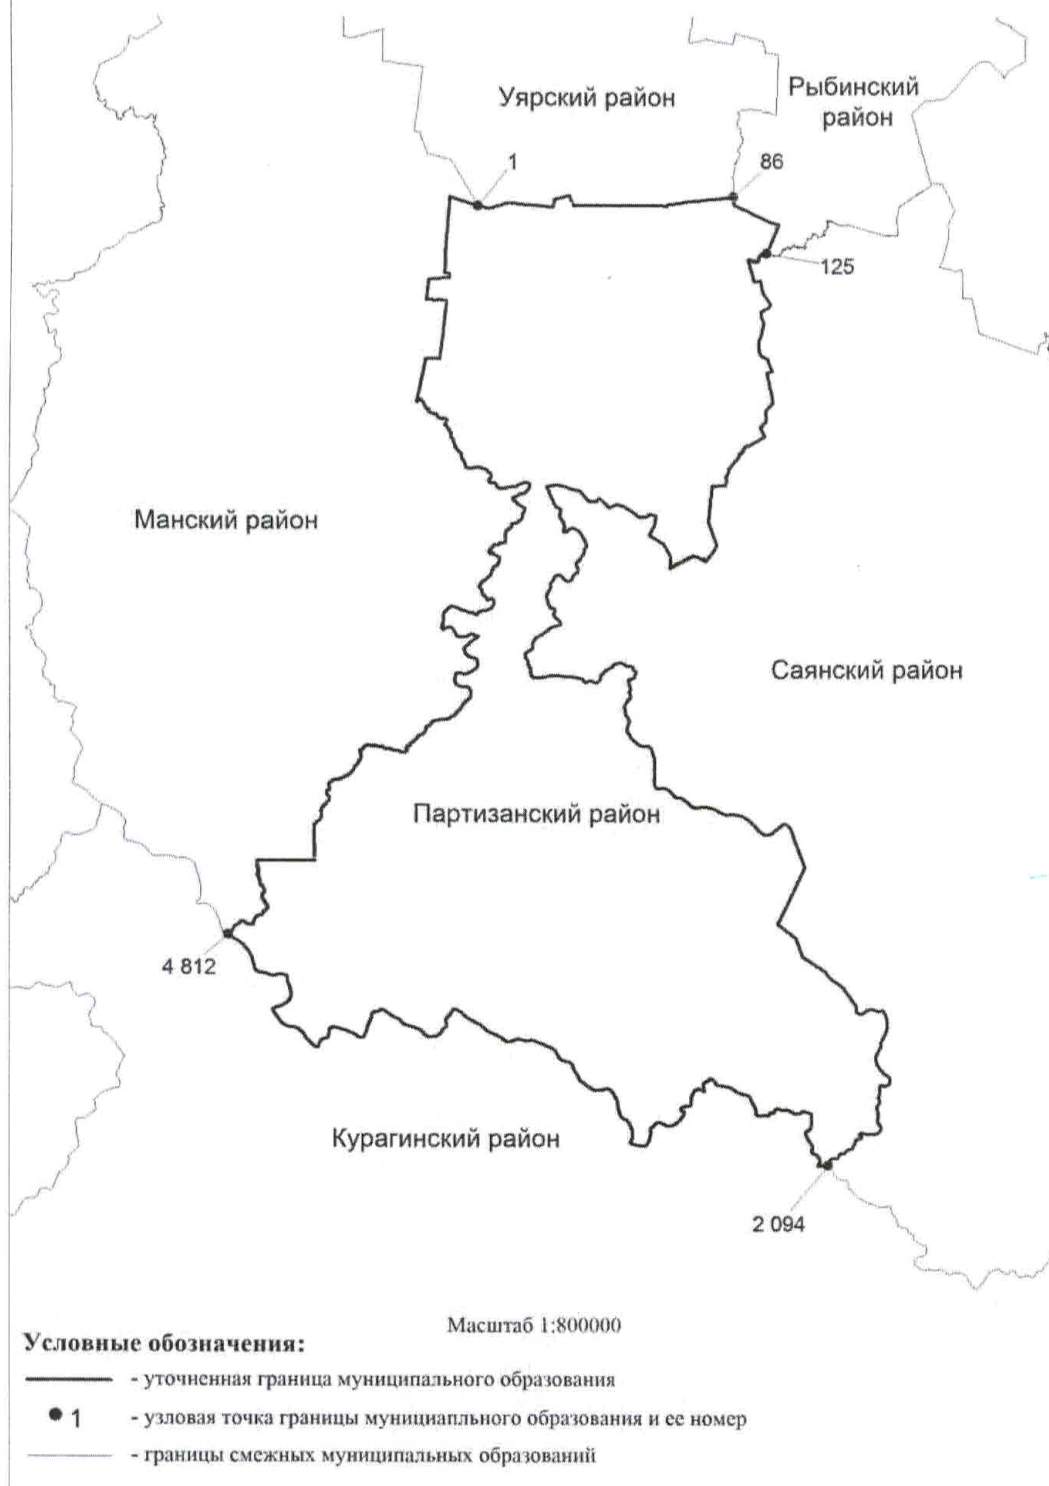 Уярский район
Рыбинский
район
1
86
125
Манский район
Саянский район
Партизанский район
4 812
Курагинский район
2 094
Масштаб 1:800000
Условные обозначения:
- уточненная граница муниципального образования
1 - узловая точка границы мунициапльного образования и ее номер
- границы смежных муниципальных образований